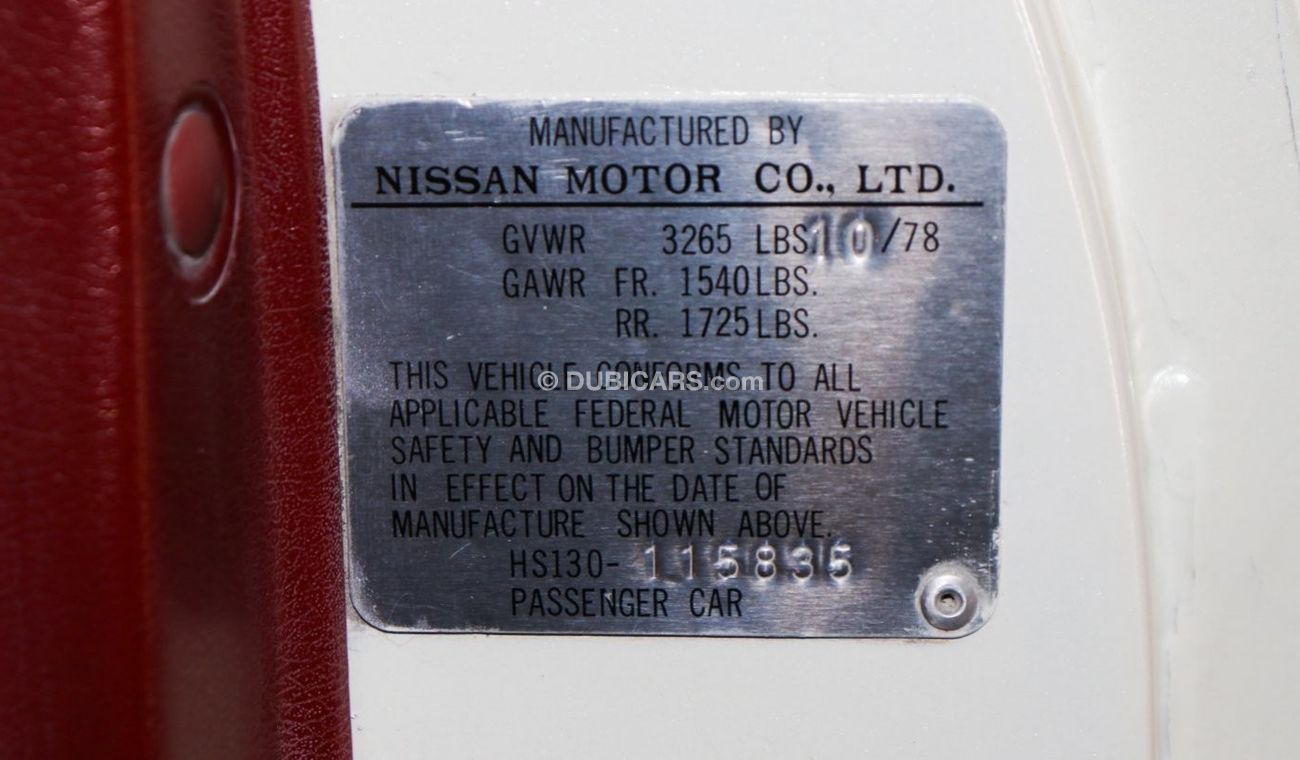 MANUFACTURED BY
NISSAN MOTOR CO., LTD.
GVWR 3265 LBS 10/78
GAWR FR. 1540 LBS.
RR. 1725 LBS.
THIS VEHICLE CONFORMS TO ALL
© DUBICARS.com
APPLICABLE FEDERAL MOTOR VEHICLE
SAFETY AND BUMPER STANDARDS
IN EFFECT ON THE DATE OF
MANUFACTURE SHOWN ABOVE.
HS130-115835
PASSENGER CAR